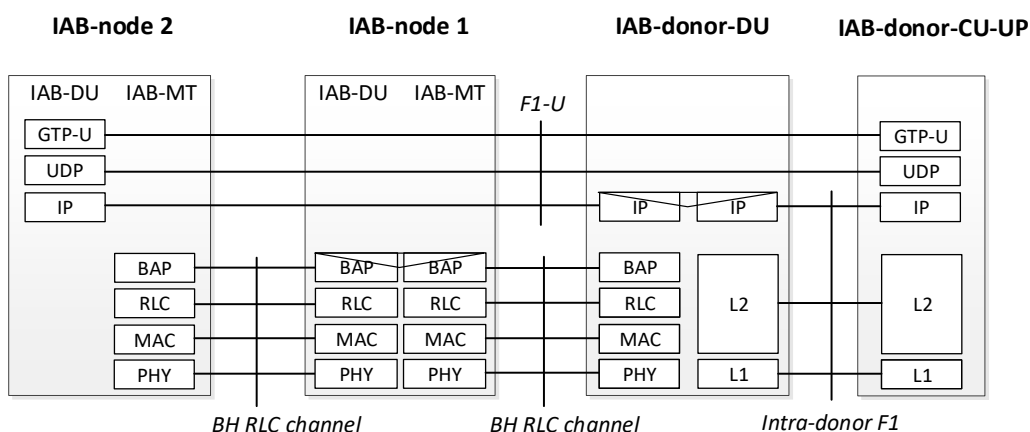 IAB-node 2 IAB-node 1 IAB-donor-DU IAB-donor-CU-UP
IAB-DU IAB-MT IAB-DU IAB-MT
F1-U
GTP-U GTP-U
UDP UDP
IP IP IP IP
BAP BAP BAP BAP
RLC RLC RLC RLC
L2 L2
MAC MAC MAC MAC
PHY PHY PHY PHY L1 L1
BH RLC channel BH RLC channel Intra-donor F1